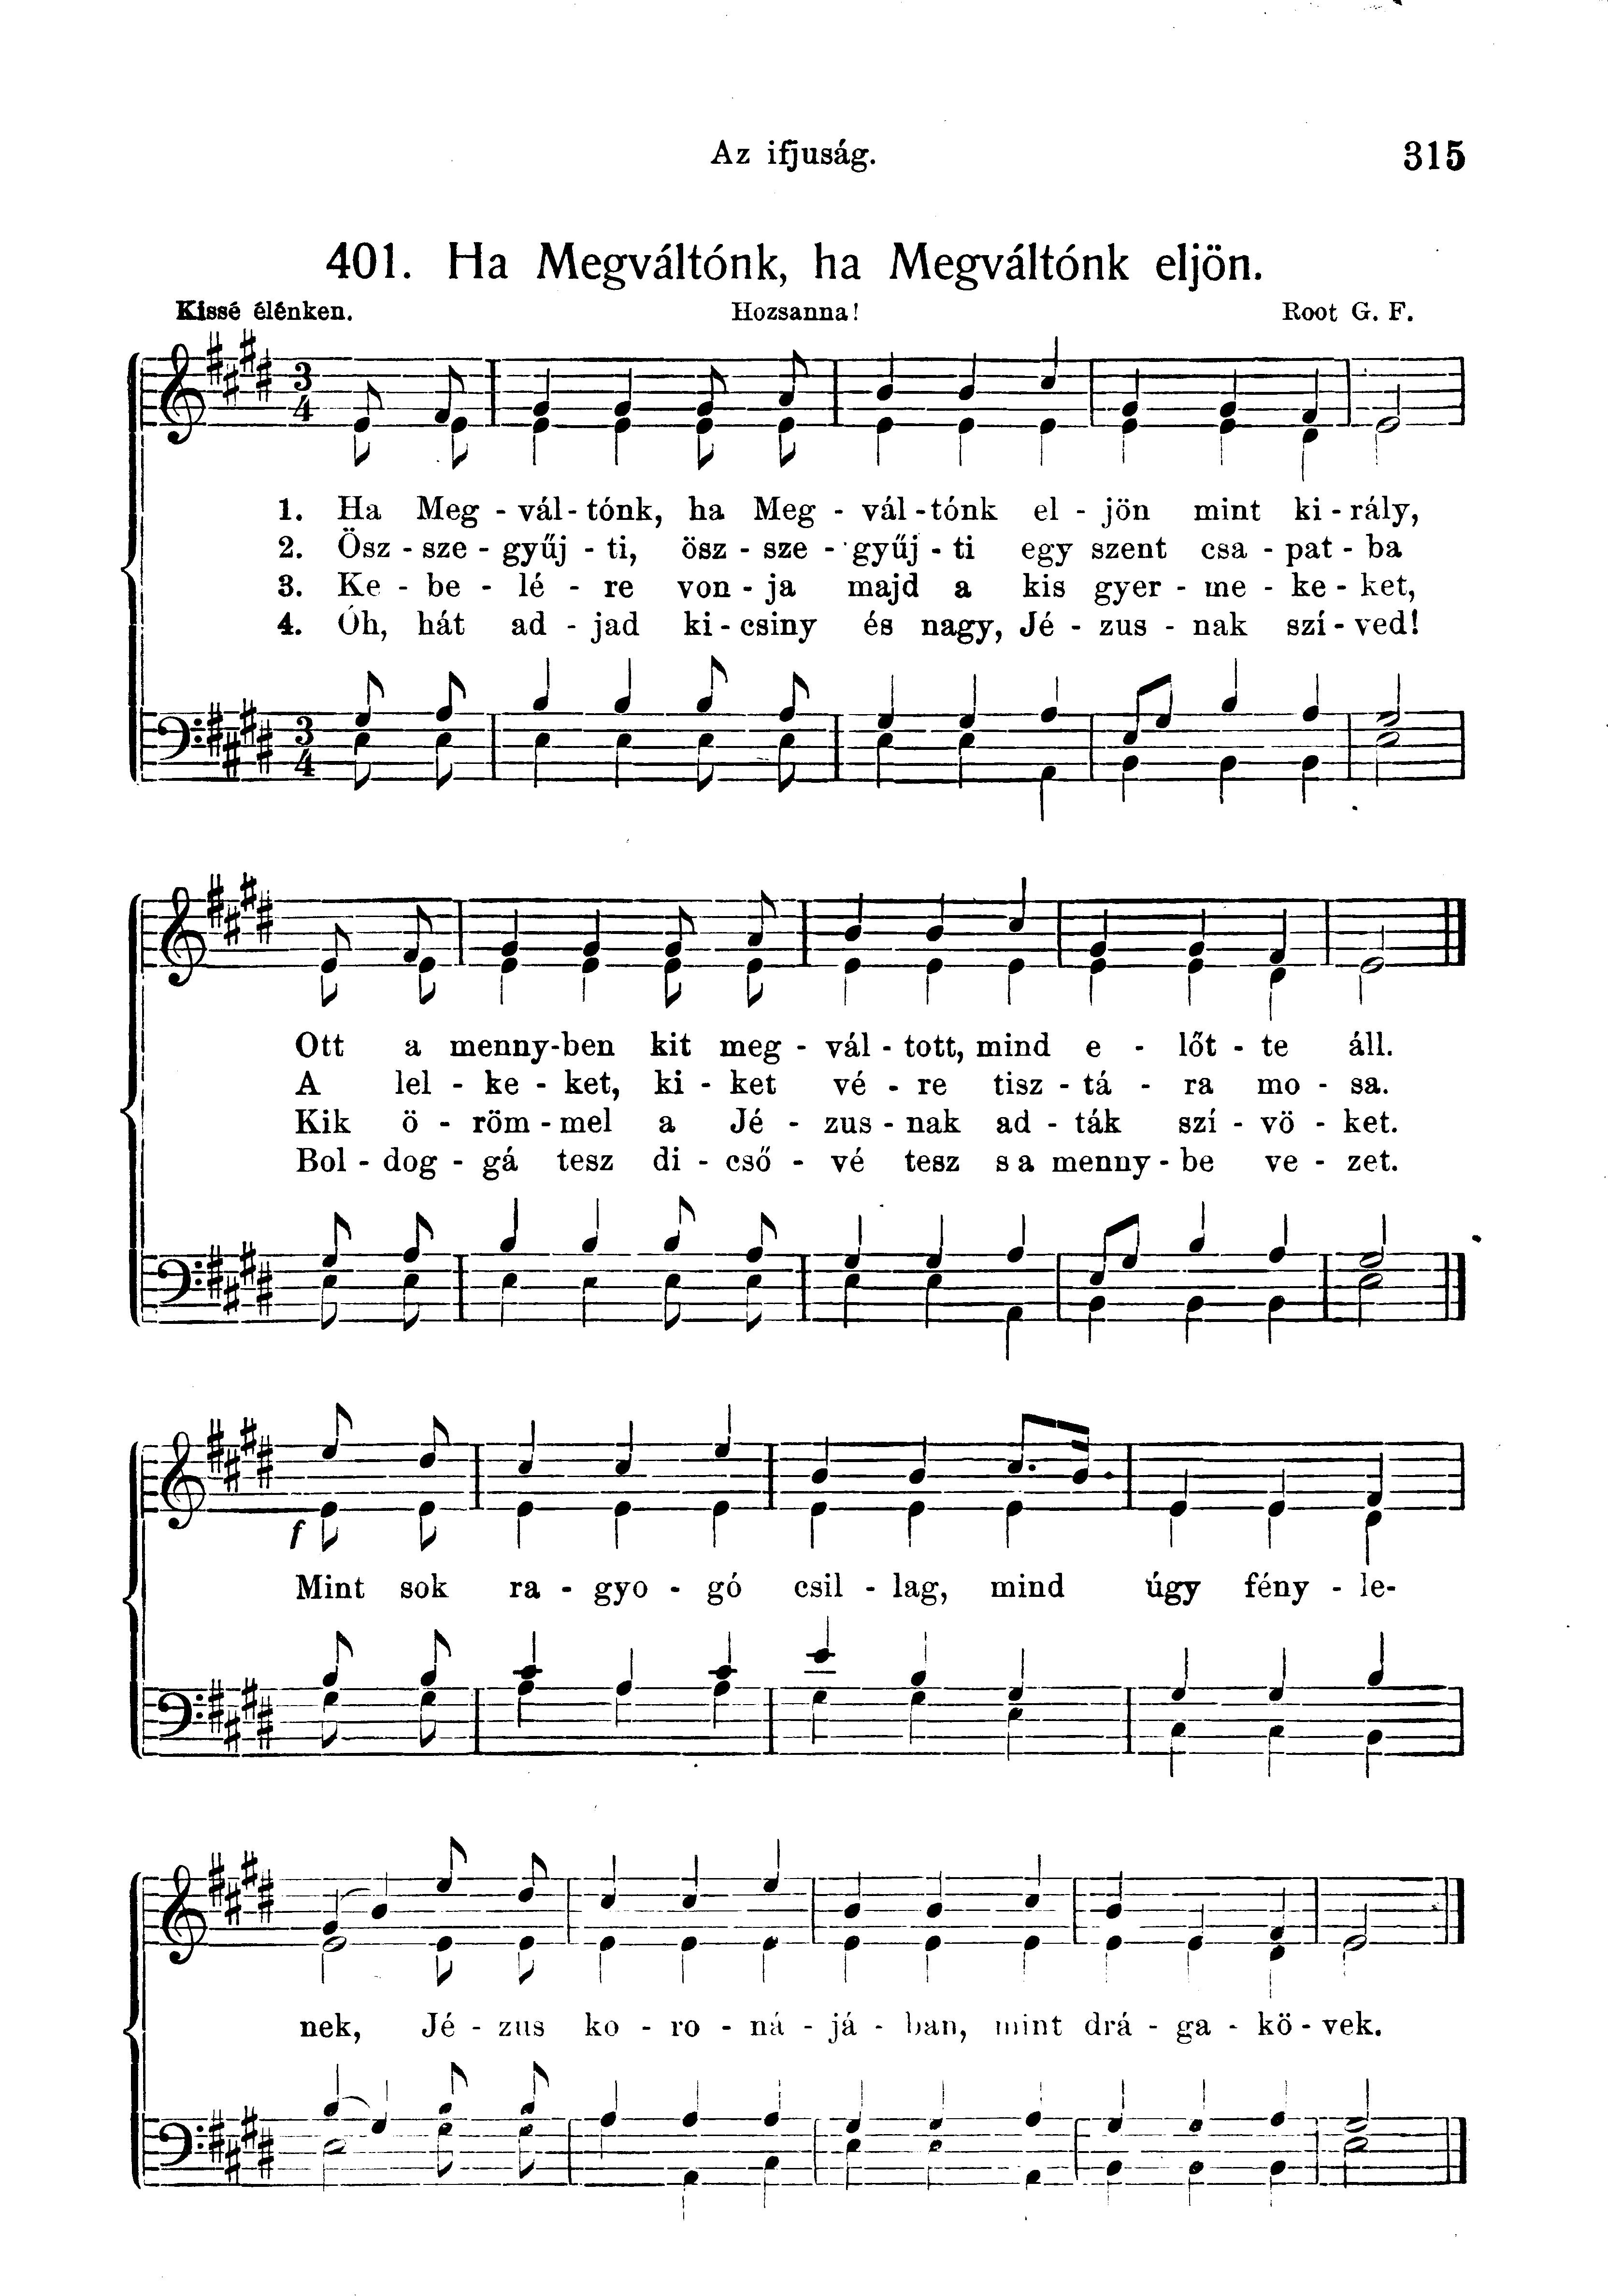 Az ifjuság.
315
401. Ha Megváltónk, ha Megváltónk eljön.
Kissé élénken.
Hozsanna!
Root G. F.
3
4
1. Ha Meg - vál - tónk, ha Meg - vál - tónk el - jön mint ki - rály,
2. Ösz - sze - gyűj - ti, ösz - sze - gyűj - ti egy szent csa - pat - ba
3. Ke - be - lé - re von - ja majd a kis gyer - me - ke - ket,
4. Óh, hát ad - jad ki - csiny és nagy, Jé - zus - nak szí - ved!
3
4
Ott a menny-ben kit meg - vál - tott, mind e - lőt - te áll.
A lel - ke - ket, ki - ket vé - re tisz - tá - ra mo - sa.
Kik ö - röm - mel a Jé - zus - nak ad - ták szí - vö - ket.
Bol - dog - gá tesz di - cső - vé tesz s a menny - be ve - zet.
f
Mint sok ra - gyo - gó csil - lag, mind úgy fény - le-
nek, Jé - zus ko - ro - ná - já - ban, mint drá - ga - kö - vek.